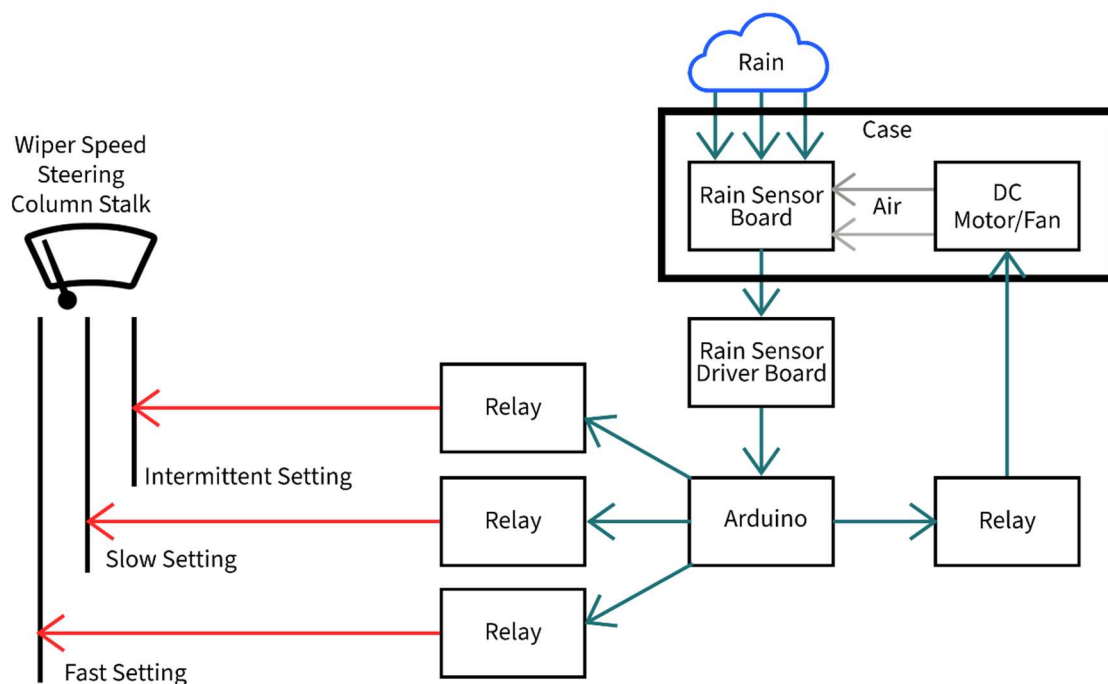 Rain
Case
Wiper Speed
Steering
Column Stalk
Rain Sensor
Board
Air
DC
Motor/Fan
Rain Sensor
Driver Board
Relay
Intermittent Setting
Relay
Arduino
Relay
Slow Setting
Relay
Fast Setting